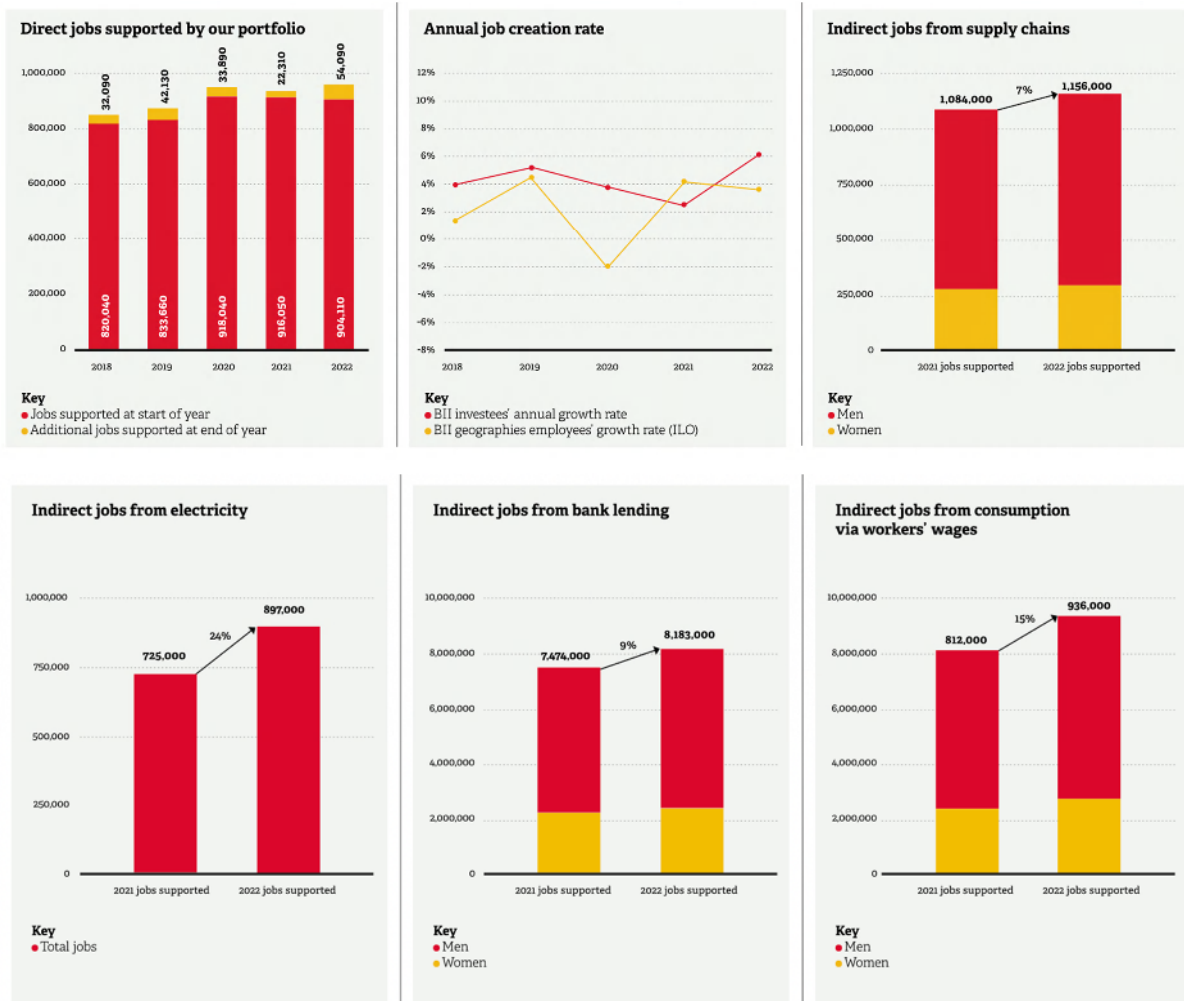 Direct jobs supported by our portfolio
1,000,000
800,000
600,000
400,000
200,000
0
32,090
42,130
33,890
22,310
54,090
820,040
833,660
918,040
916,050
904,110
2018
2019
2020
2021
2022
Key
Jobs supported at start of year
Additional jobs supported at end of year
Annual job creation rate
12%
10%
8%
6%
4%
2%
0%
-2%
-4%
-6%
-8%
2018
2019
2020
2021
2022
Key
BII investees' annual growth rate
BII geographies employees' growth rate (ILO)
Indirect jobs from supply chains
1,250,000
1,000,000
750,000
500,000
250,000
0
1,084,000
7%
1,156,000
2021 jobs supported
2022 jobs supported
Key
Men
Women
Indirect jobs from electricity
1,000,000
750,000
500,000
250,000
0
725,000
24%
897,000
2021 jobs supported
2022 jobs supported
Key
Total jobs
Indirect jobs from bank lending
10,000,000
8,000,000
6,000,000
4,000,000
2,000,000
0
7,474,000
9%
8,183,000
2021 jobs supported
2022 jobs supported
Key
Men
Women
Indirect jobs from consumption
via workers' wages
10,000,000
8,000,000
6,000,000
4,000,000
2,000,000
0
812,000
15%
936,000
2021 jobs supported
2022 jobs supported
Key
Men
Women